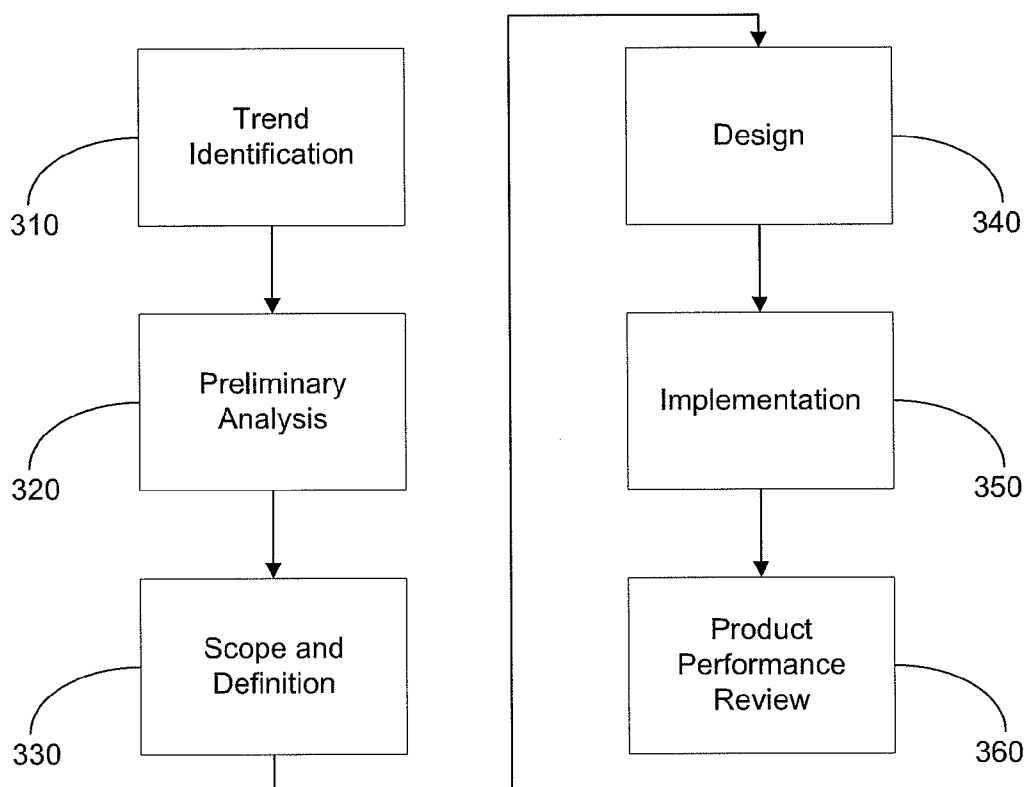 Trend
Identification
310
Preliminary
Analysis
320
Scope and
Definition
330
Design
340
Implementation
350
Product
Performance
Review
360